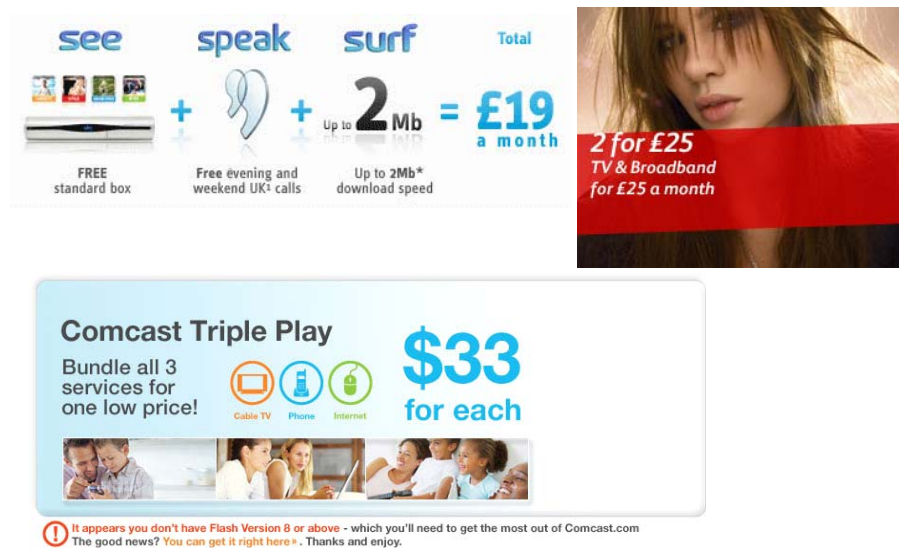 see speak surf Total
+ + Up to 2 Mb = £19
a month
FREE
standard box
Free evening and
weekend UK¹ calls
Up to 2Mb*
download speed
2 for £25
TV & Broadband
for £25 a month
Comcast Triple Play
Bundle all 3
services for
one low price!
Cable TV Phone Internet
$33
for each
It appears you don't have Flash Version 8 or above - which you'll need to get the most out of Comcast.com
The good news? You can get it right here» . Thanks and enjoy.